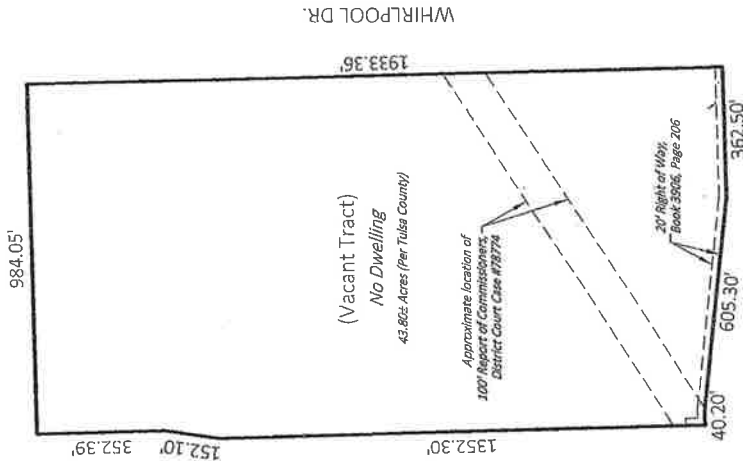 WHIRLPOOL DR.
984.05'
1933.36'
(Vacant Tract)
No Dwelling
43.80± Acres (Per Tulsa County)
Approximate location of
100' Report of Commissioners,
District Court Case #78774
20' Right of Way,
Book 3906, Page 206
352.39'
152.10'
1352.30'
40.20'
605.30'
362.50'